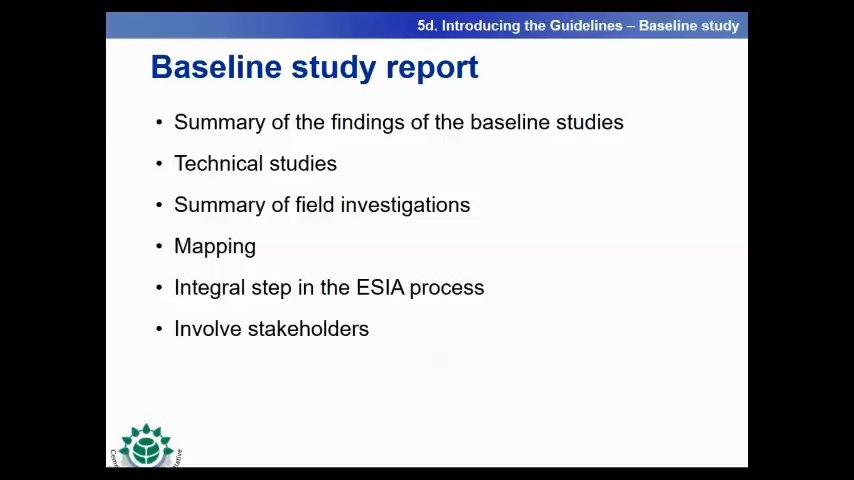 5d. Introducing the Guidelines – Baseline study
Baseline study report
• Summary of the findings of the baseline studies
• Technical studies
• Summary of field investigations
• Mapping
• Integral step in the ESIA process
• Involve stakeholders